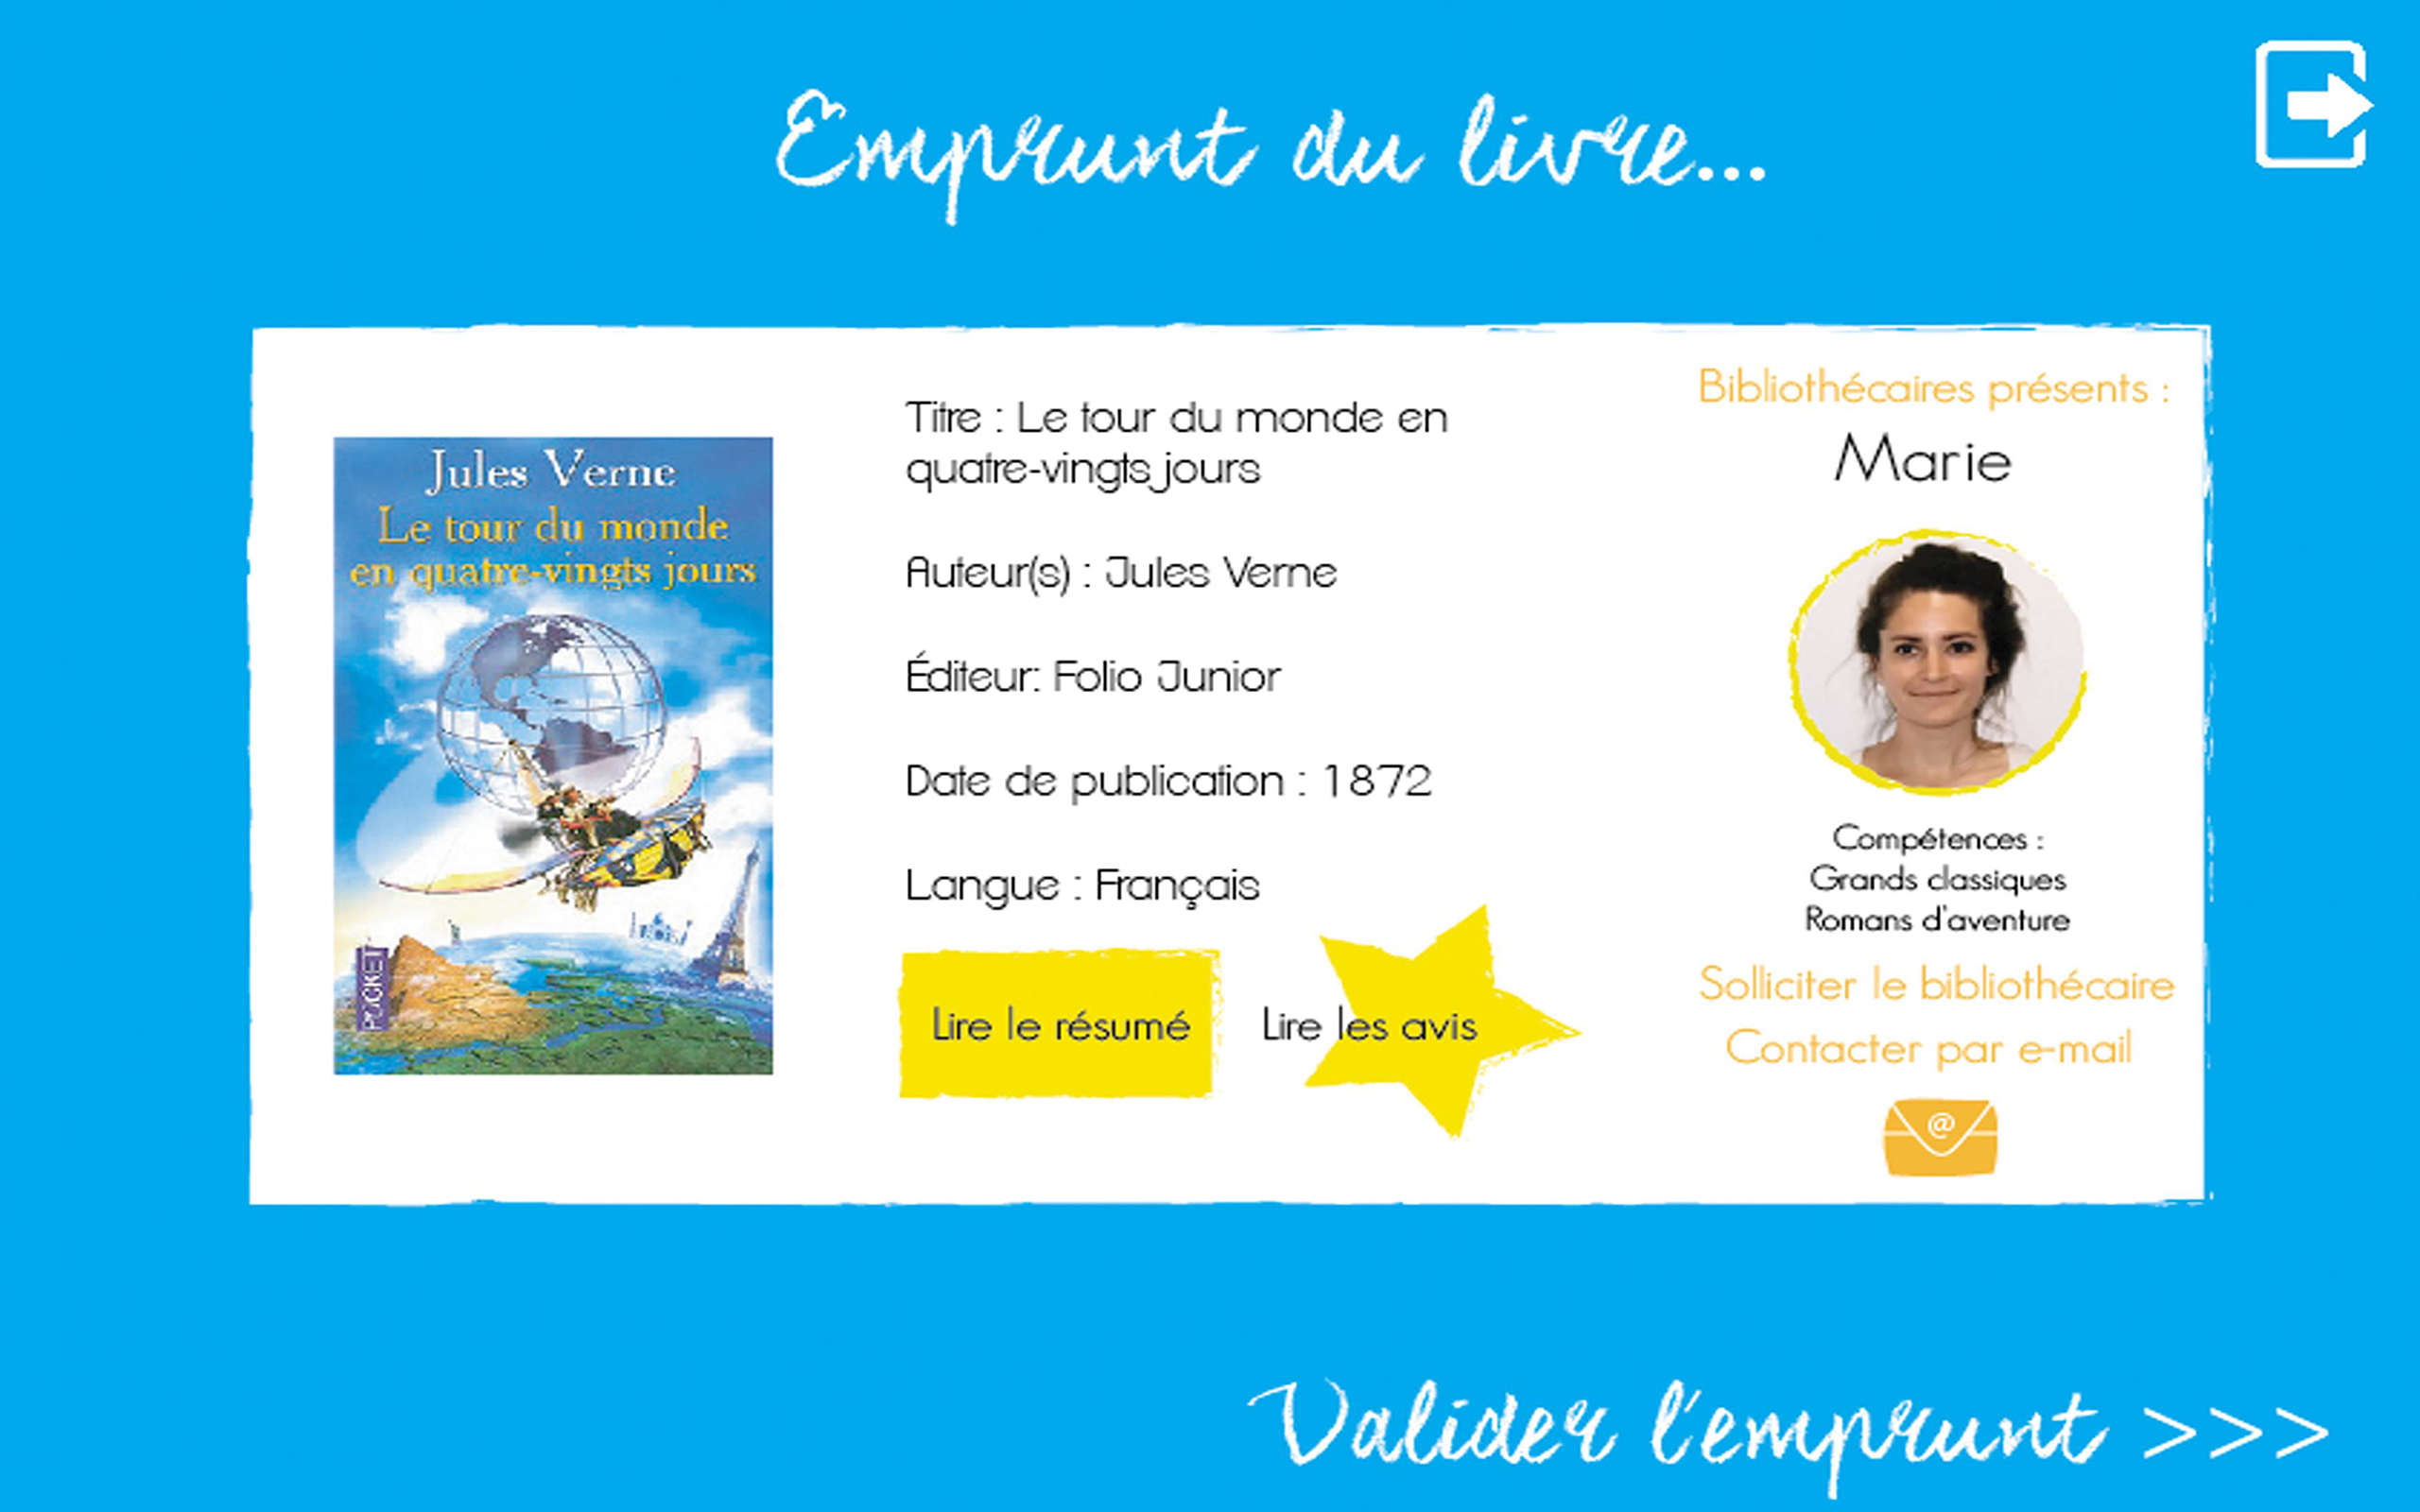 Emprunt du livre...
Jules Verne
Le tour du monde
en quatre-vingts jours
POCKET
Titre : Le tour du monde en
quatre-vingts jours
Auteur(s) : Jules Verne
Éditeur: Folio Junior
Date de publication : 1872
Langue : Français
Lire le résumé
Lire les avis
Bibliothécaires présents :
Marie
Compétences :
Grands classiques
Romans d'aventure
Solliciter le bibliothécaire
Contacter par e-mail
@
Valider l'emprunt >>>